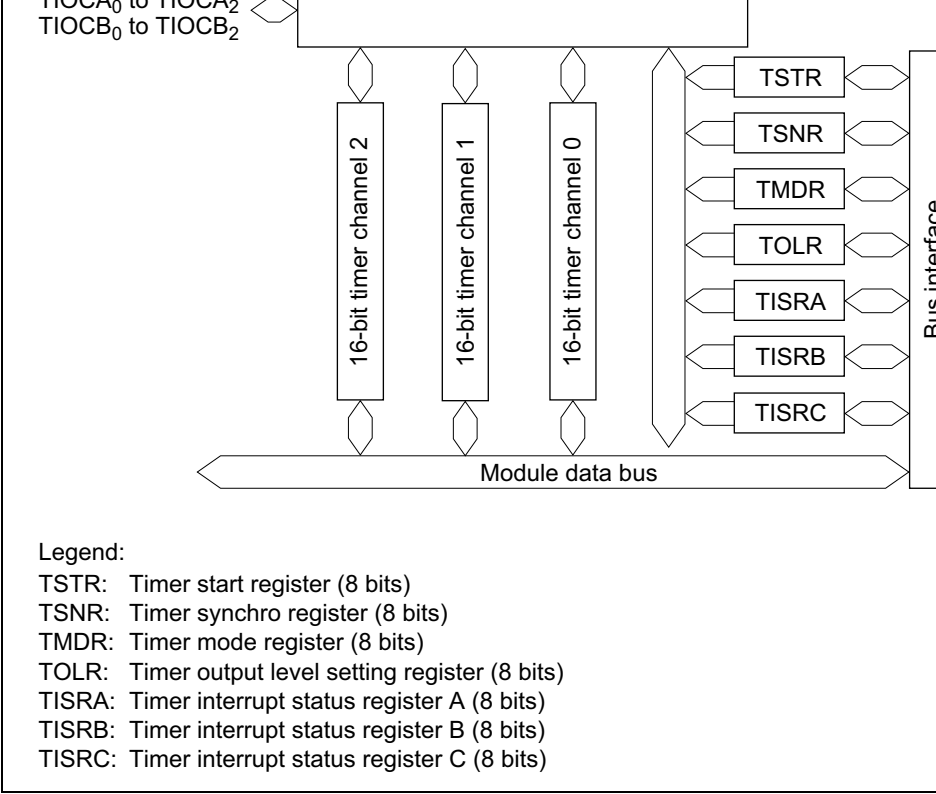 TIOCA0 to TIOCA2
TIOCB0 to TIOCB2
TSTR
TSNR
TMDR
TOLR
TISRA
TISRB
TISRC
16-bit timer channel 2
16-bit timer channel 1
16-bit timer channel 0
Bus interface
Module data bus
Legend:
TSTR: Timer start register (8 bits)
TSNR: Timer synchro register (8 bits)
TMDR: Timer mode register (8 bits)
TOLR: Timer output level setting register (8 bits)
TISRA: Timer interrupt status register A (8 bits)
TISRB: Timer interrupt status register B (8 bits)
TISRC: Timer interrupt status register C (8 bits)